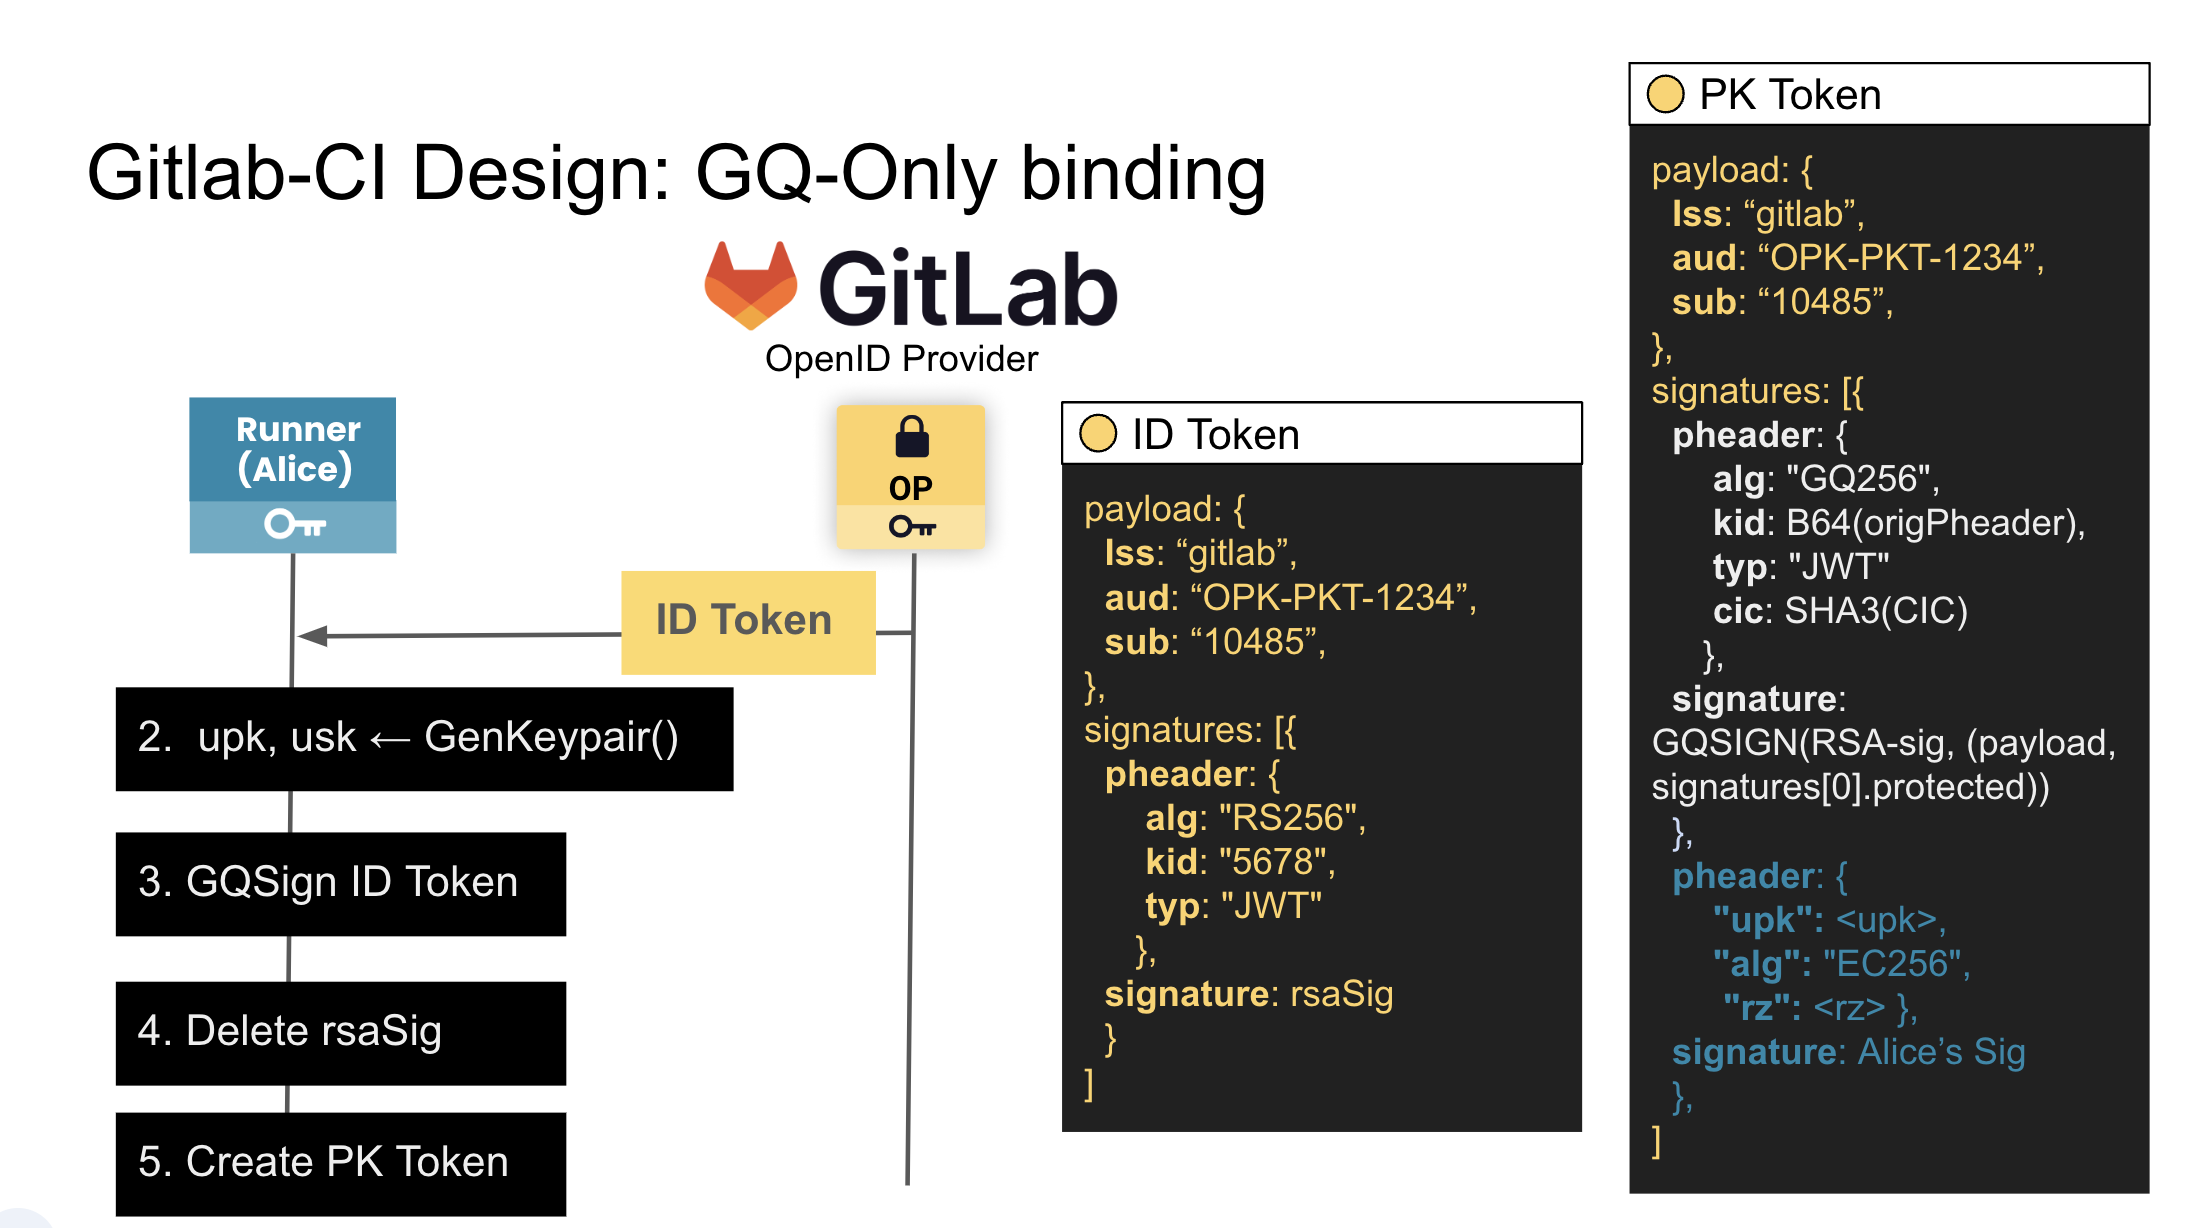 Gitlab-CI Design: GQ-Only binding
GitLab
OpenID Provider
Runner
(Alice)
OP
ID Token
2. upk, usk ← GenKeypair()
3. GQSign ID Token
4. Delete rsaSig
5. Create PK Token
ID Token
payload: {
Iss: “gitlab”,
aud: “OPK-PKT-1234”,
sub: “10485”,
},
signatures: [{
pheader: {
alg: "RS256",
kid: "5678",
typ: "JWT"
},
signature: rsaSig
}
]
PK Token
payload: {
Iss: “gitlab”,
aud: “OPK-PKT-1234”,
sub: “10485”,
},
signatures: [{
pheader: {
alg: "GQ256",
kid: B64(origPheader),
typ: "JWT"
cic: SHA3(CIC)
},
signature:
GQSIGN(RSA-sig, (payload,
signatures[0].protected))
},
pheader: {
"upk": <upk>,
"alg": "EC256",
"rz": <rz> },
signature: Alice’s Sig
},
]